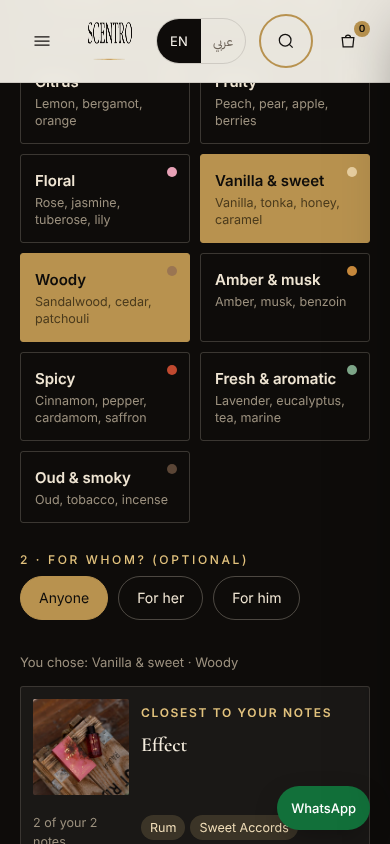 SCENTRO
EN
عربي
0
Citrus
Lemon, bergamot,
orange
Fruity
Peach, pear, apple,
berries
Floral
Rose, jasmine,
tuberose, lily
Vanilla & sweet
Vanilla, tonka, honey,
caramel
Woody
Sandalwood, cedar,
patchouli
Amber & musk
Amber, musk, benzoin
Spicy
Cinnamon, pepper,
cardamom, saffron
Fresh & aromatic
Lavender, eucalyptus,
tea, marine
Oud & smoky
Oud, tobacco, incense
2 · FOR WHOM? (OPTIONAL)
Anyone
For her
For him
You chose: Vanilla & sweet · Woody
CLOSEST TO YOUR NOTES
Effect
2 of your 2
notes
Rum
Sweet Accords
WhatsApp